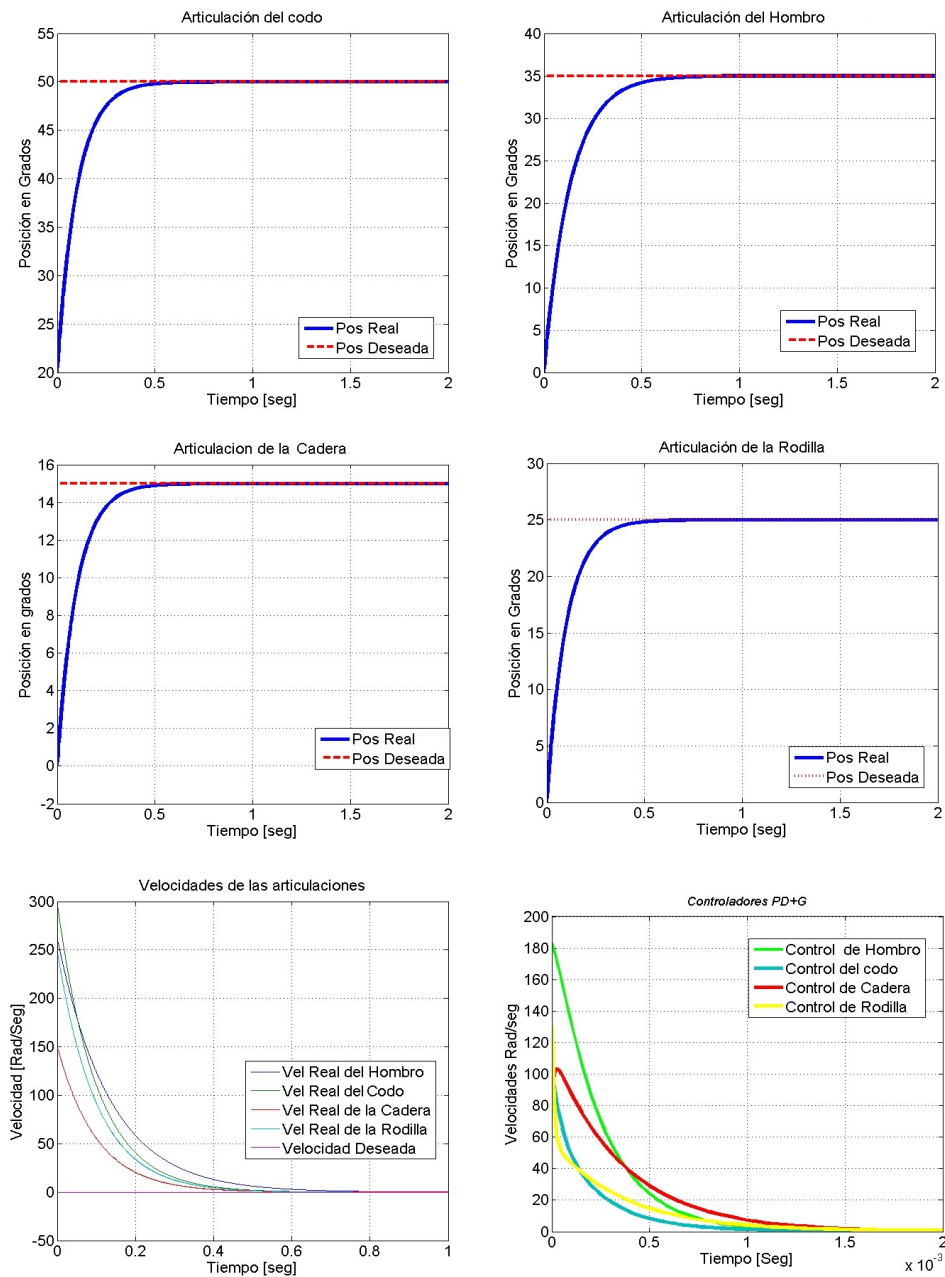 Articulación del codo
55
50
45
40
35
30
25
20
0
0.5
1
1.5
2
Posición en Grados
Tiempo [seg]
Pos Real
Pos Deseada
Articulación del Hombro
40
35
30
25
20
15
10
5
0
0
0.5
1
1.5
2
Posición en Grados
Tiempo [seg]
Pos Real
Pos Deseada
Articulacion de la Cadera
16
14
12
10
8
6
4
2
0
-2
0
0.5
1
1.5
2
Posición en grados
Tiempo [seg]
Pos Real
Pos Deseada
Articulación de la Rodilla
30
25
20
15
10
5
0
0
0.5
1
1.5
2
Posición en Grados
Tiempo [seg]
Pos Real
Pos Deseada
Velocidades de las articulaciones
300
250
200
150
100
50
0
-50
0
0.2
0.4
0.6
0.8
1
Velocidad [Rad/Seg]
Tiempo [seg]
Vel Real del Hombro
Vel Real del Codo
Vel Real de la Cadera
Vel Real de la Rodilla
Velocidad Deseada
Controladores PD+G
200
180
160
140
120
100
80
60
40
20
0
0
0.5
1
1.5
2
x 10⁻³
Velocidades Rad/seg
Tiempo [Seg]
Control de Hombro
Control del codo
Control de Cadera
Control de Rodilla